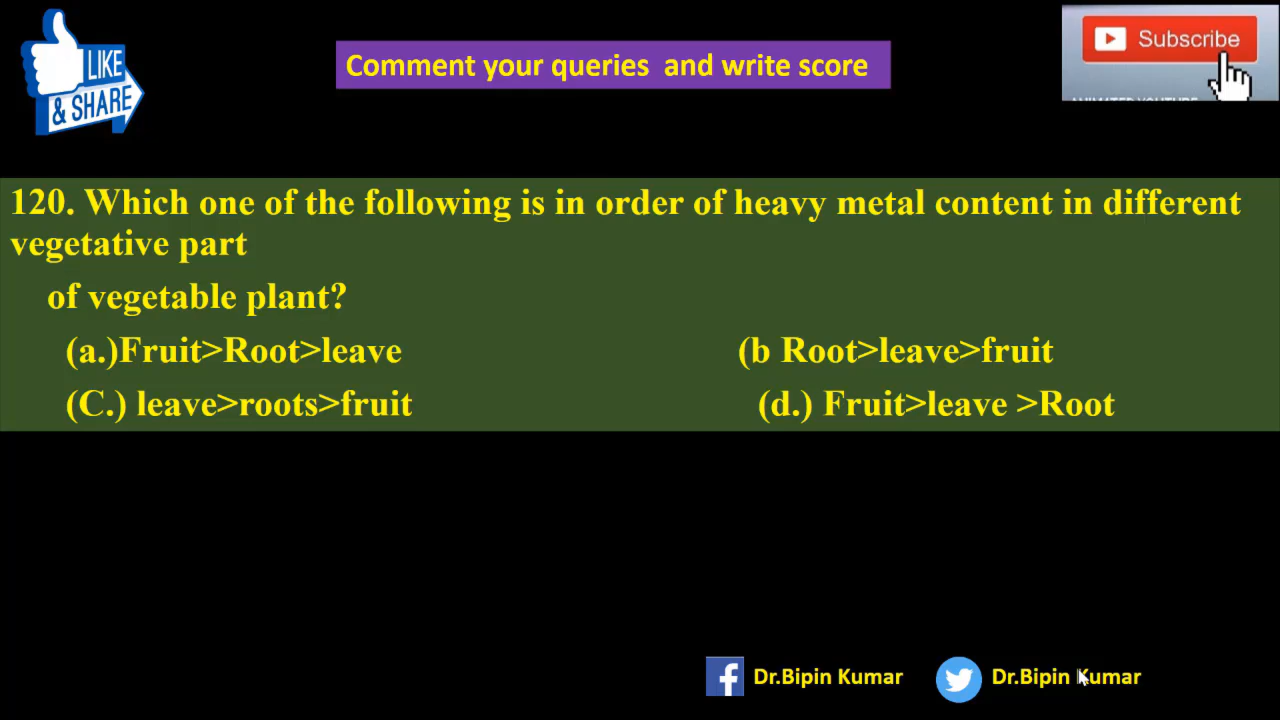 LIKE
& SHARE
Comment your queries and write score
Subscribe
120. Which one of the following is in order of heavy metal content in different
vegetative part
of vegetable plant?
(a.)Fruit>Root>leave (b Root>leave>fruit
(C.) leave>roots>fruit (d.) Fruit>leave >Root
Dr.Bipin Kumar Dr.Bipin Kumar